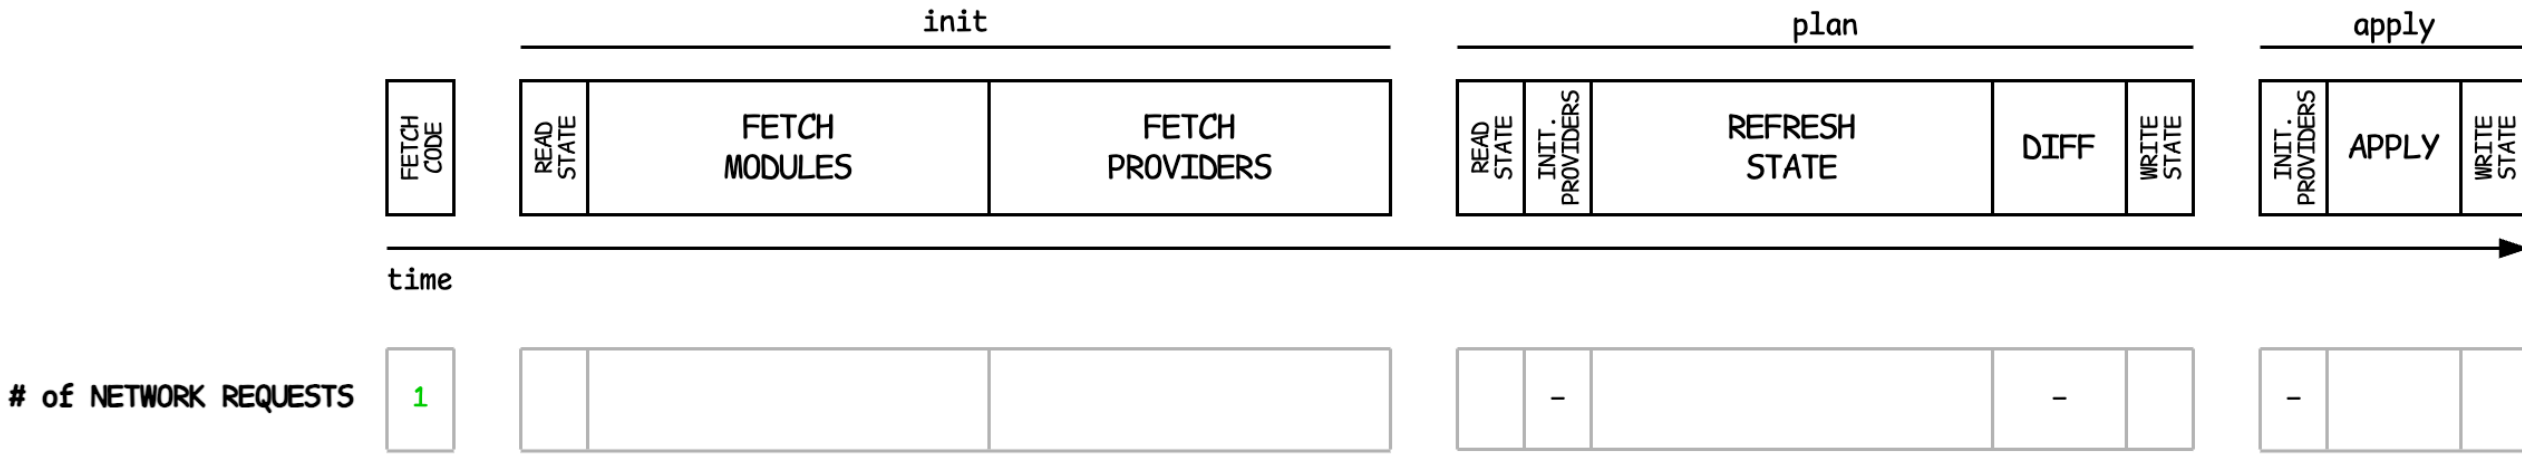 init
plan
apply
FETCH
CODE
READ
STATE
FETCH
MODULES
FETCH
PROVIDERS
READ
STATE
INIT.
PROVIDERS
REFRESH
STATE
DIFF
WRITE
STATE
INIT.
PROVIDERS
APPLY
WRITE
STATE
time
# of NETWORK REQUESTS
1
-
-
-